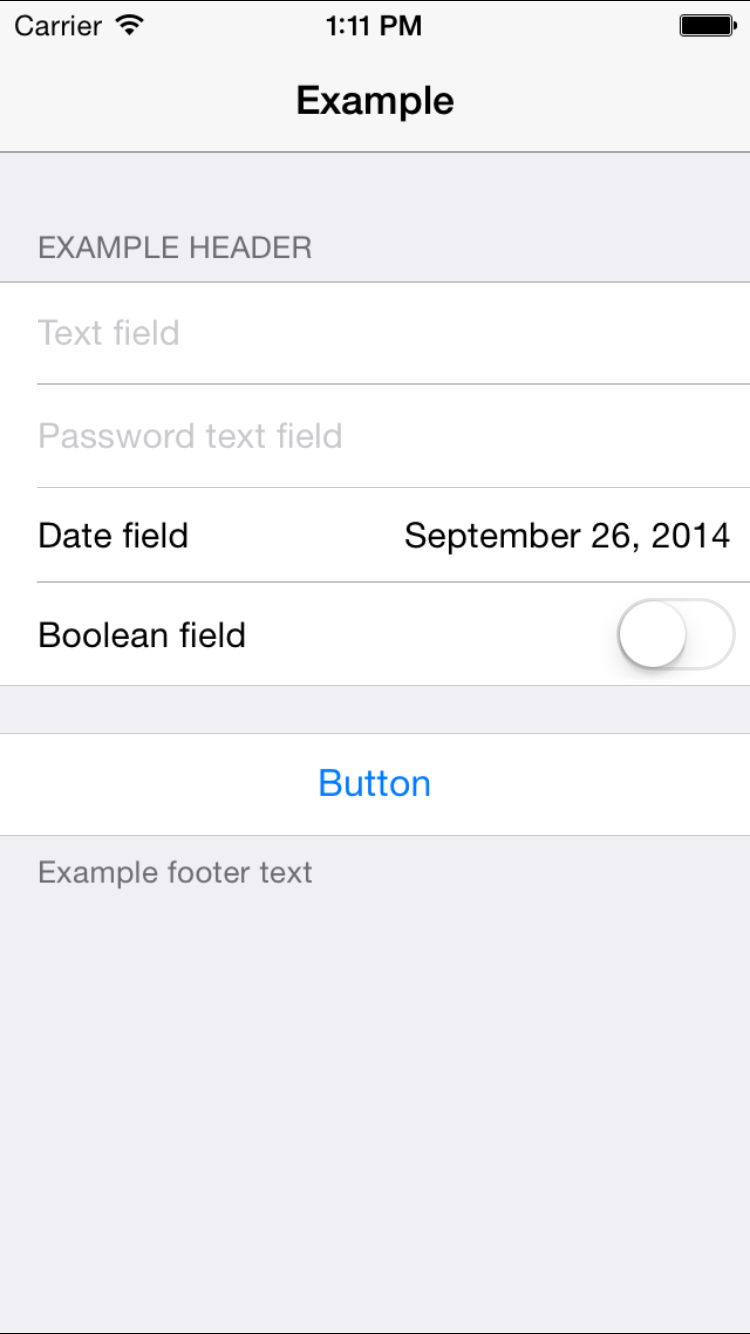 Carrier 1:11 PM
Example
EXAMPLE HEADER
Text field
Password text field
Date field September 26, 2014
Boolean field
Button
Example footer text